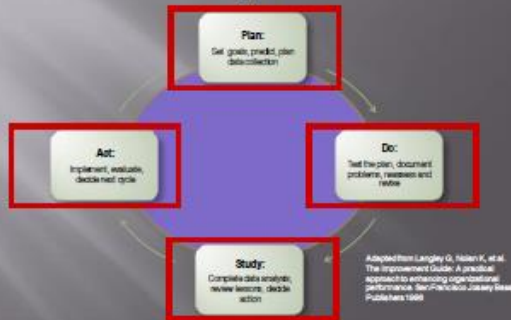 Plan:
Set goals, predict, plan
data collection
Do:
Test the plan, document
problems, reassess and
revise
Study:
Complete data analysis,
review lessons, decide
action
Act:
Implement, evaluate,
decide next cycle
Adapted from Langley G, Nolan K, et al.
The Improvement Guide: A practical
approach to enhancing organizational
performance. San Francisco Jossey Bass
Publishers 1996